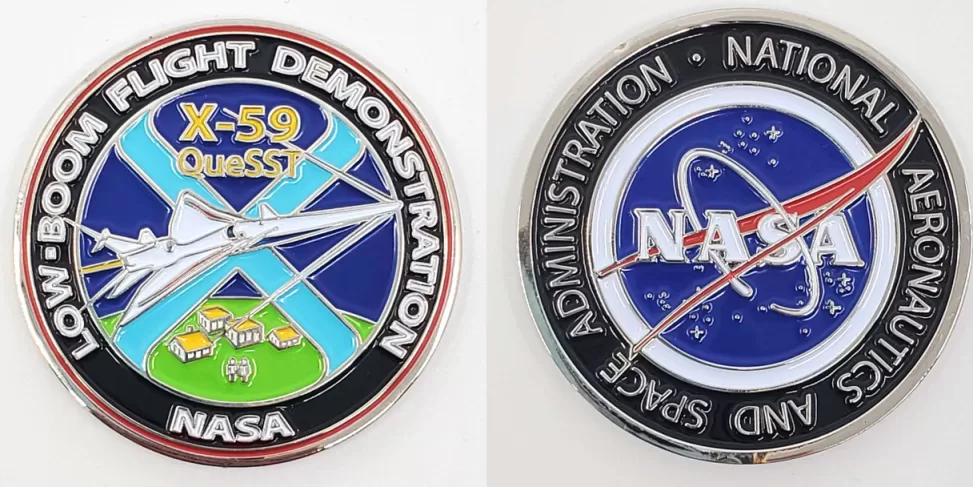 LOW-BOOM FLIGHT DEMONSTRATION
X-59
QueSST
NASA
NATIONAL AERONAUTICS AND SPACE ADMINISTRATION ·
NASA